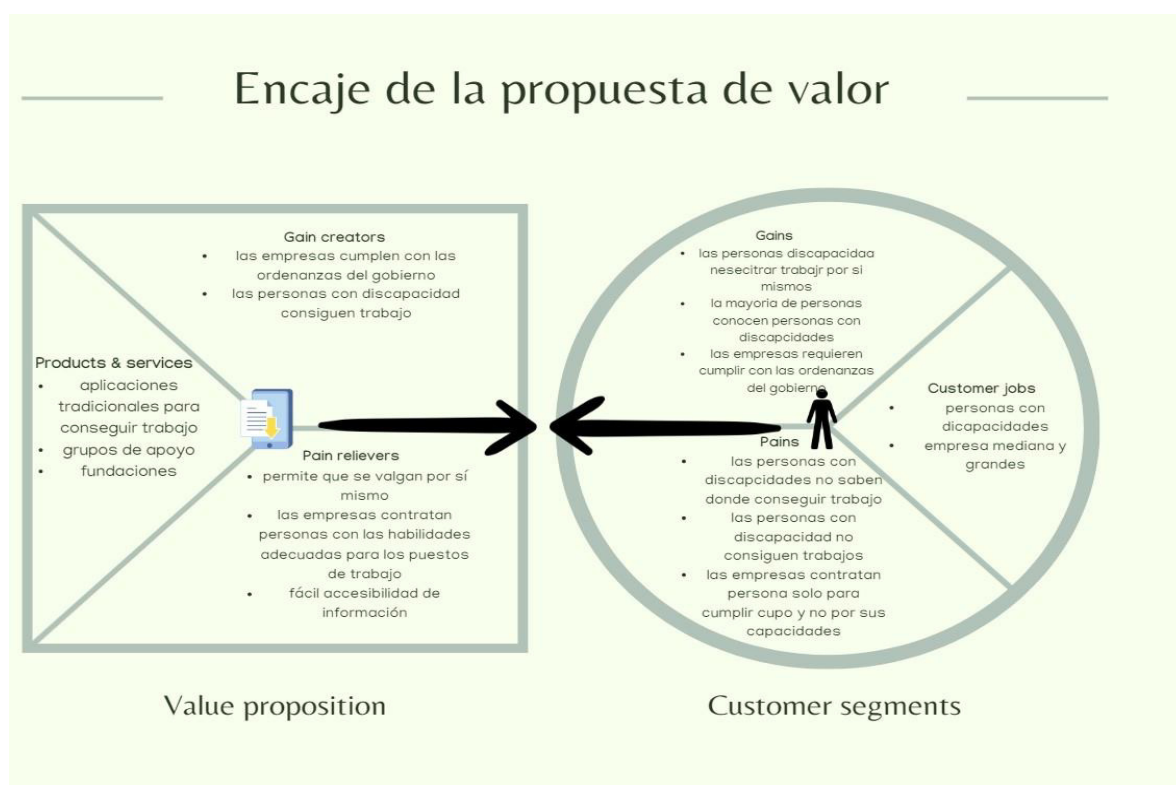 Encaje de la propuesta de valor
Gain creators
• las empresas cumplen con las
ordenanzas del gobierno
• las personas con discapacidad
consiguen trabajo
Products & services
• aplicaciones
tradicionales para
conseguir trabajo
• grupos de apoyo
• fundaciones
Pain relievers
• permite que se valgan por sí
mismo
• las empresas contratan
personas con las habilidades
adecuadas para los puestos
de trabajo
• fácil accesibilidad de
información
Value proposition
Gains
• las personas discapacidaa
nesecitrar trabajr por si
mismos
• la mayoria de personas
conocen personas con
discapcidades
• las empresas requieren
cumplir con las ordenanzas
del gobierno
Customer jobs
• personas con
dicapacidades
• empresa mediana y
grandes
Pains
• las personas con
discapcidades no saben
donde conseguir trabajo
• las personas con
discapacidad no
consiguen trabajos
• las empresas contratan
persona solo para
cumplir cupo y no por sus
capacidades
Customer segments